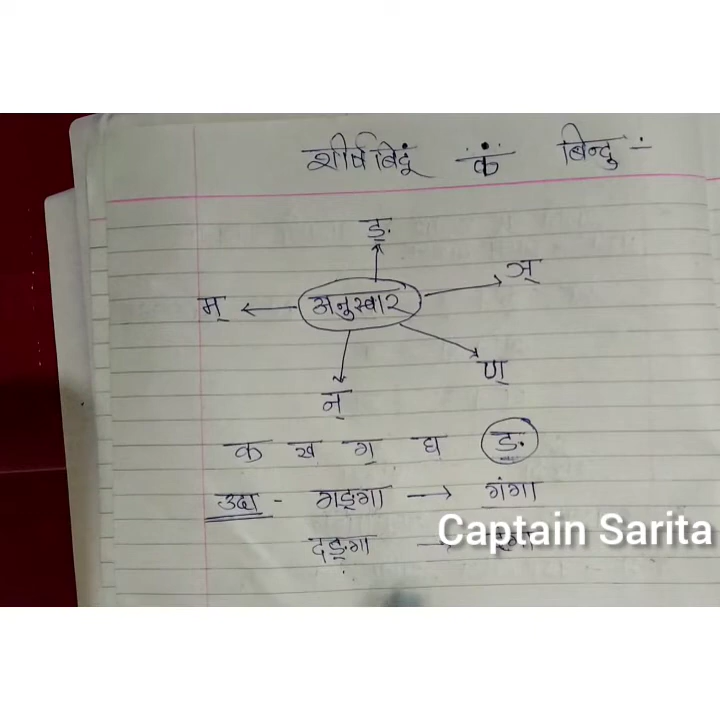 शीर्षबिंदू कं बिन्दु :-
ङ्
ञ्
म् अनुस्वार
ण्
न्
क ख ग घ ङ
उदा - गङ्गा → गंगा
दङ्गा →
Captain Sarita